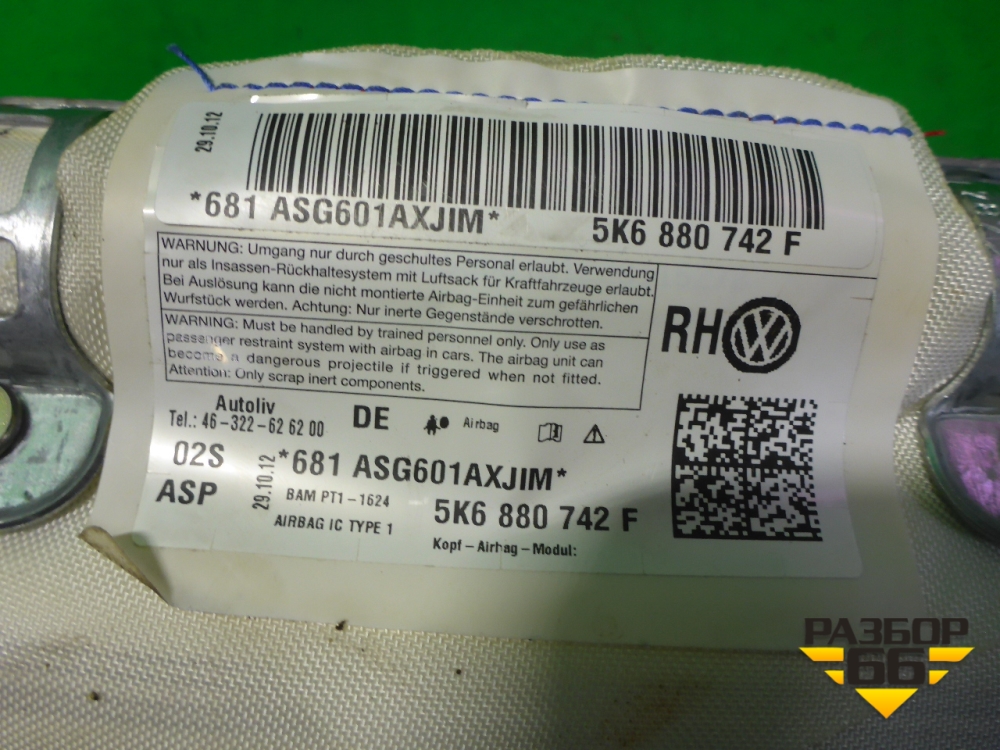 29.10.12
*681 ASG601AXJIM*
5K6 880 742 F
WARNUNG: Umgang nur durch geschultes Personal erlaubt. Verwendung
nur als Insassen-Rückhaltesystem mit Luftsack für Kraftfahrzeuge erlaubt.
Bei Auslösung kann die nicht montierte Airbag-Einheit zum gefährlichen
Wurfstück werden. Achtung: Nur inerte Gegenstände verschrotten.
WARNING: Must be handled by trained personnel only. Only use as
passenger restraint system with airbag in cars. The airbag unit can
become a dangerous projectile if triggered when not fitted.
Attention: Only scrap inert components.
RH
Autoliv
Tel.: 46-322-62 62 00
DE
Airbag
02S
ASP
29.10.12
*681 ASG601AXJIM*
BAM PT1-1624
5K6 880 742 F
AIRBAG IC TYPE 1
Kopf-Airbag-Modul:
РАЗБОР
66